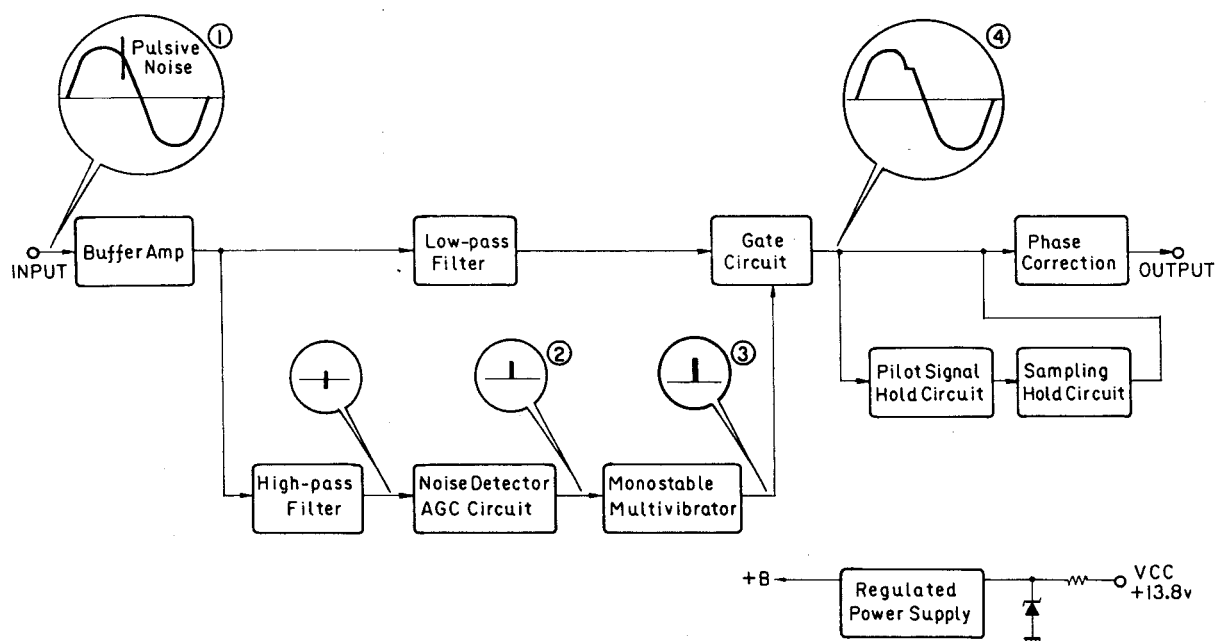 ①
Pulsive
Noise
④
INPUT
Buffer Amp
Low-pass
Filter
Gate
Circuit
Phase
Correction
OUTPUT
②
③
Pilot Signal
Hold Circuit
Sampling
Hold Circuit
High-pass
Filter
Noise Detector
AGC Circuit
Monostable
Multivibrator
+B
Regulated
Power Supply
VCC
+13.8v